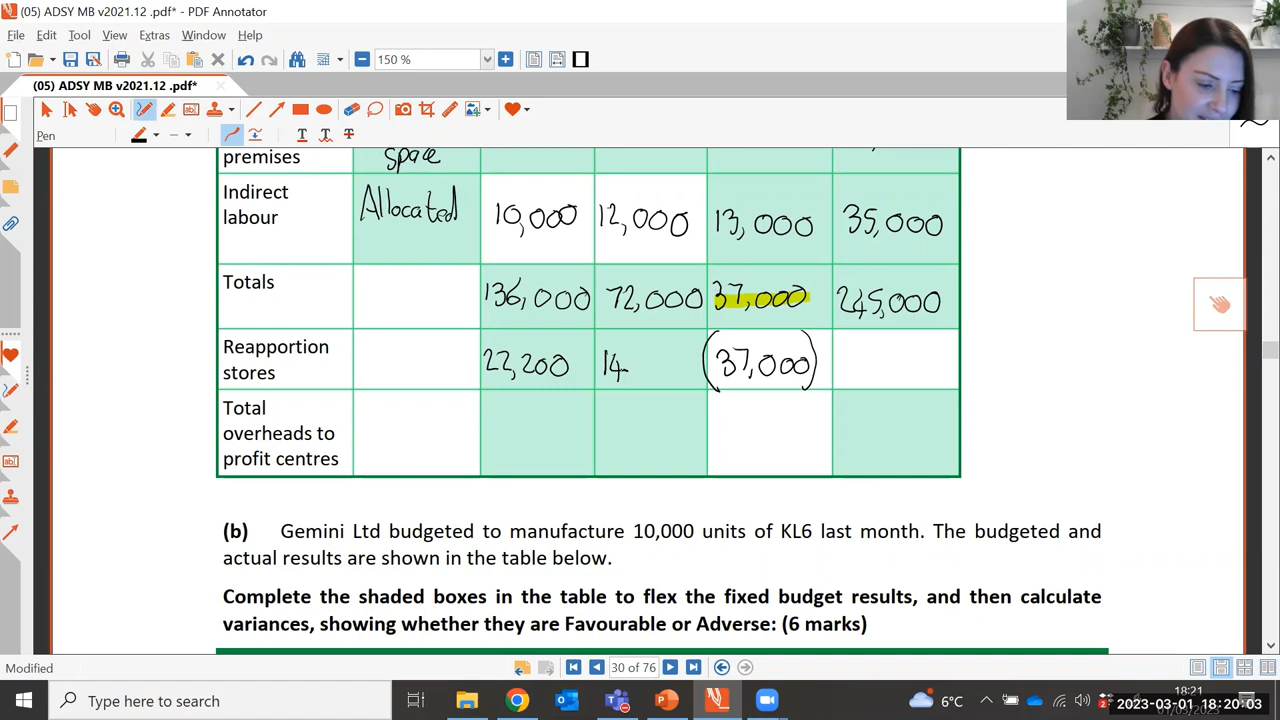 (05) ADSY MB v2021.12 .pdf* - PDF Annotator
File Edit Tool View Extras Window Help
150 %
(05) ADSY MB v2021.12 .pdf*
Pen
premises space
Indirect labour Allocated 10,000 12,000 13,000 35,000
Totals 136,000 72,000 37,000 245,000
Reapportion stores 22,200 14 (37,000)
Total overheads to profit centres
(b) Gemini Ltd budgeted to manufacture 10,000 units of KL6 last month. The budgeted and
actual results are shown in the table below.
Complete the shaded boxes in the table to flex the fixed budget results, and then calculate
variances, showing whether they are Favourable or Adverse: (6 marks)
Modified 30 of 76
Type here to search 6°C 18:21
2023-03-01 18:20:03